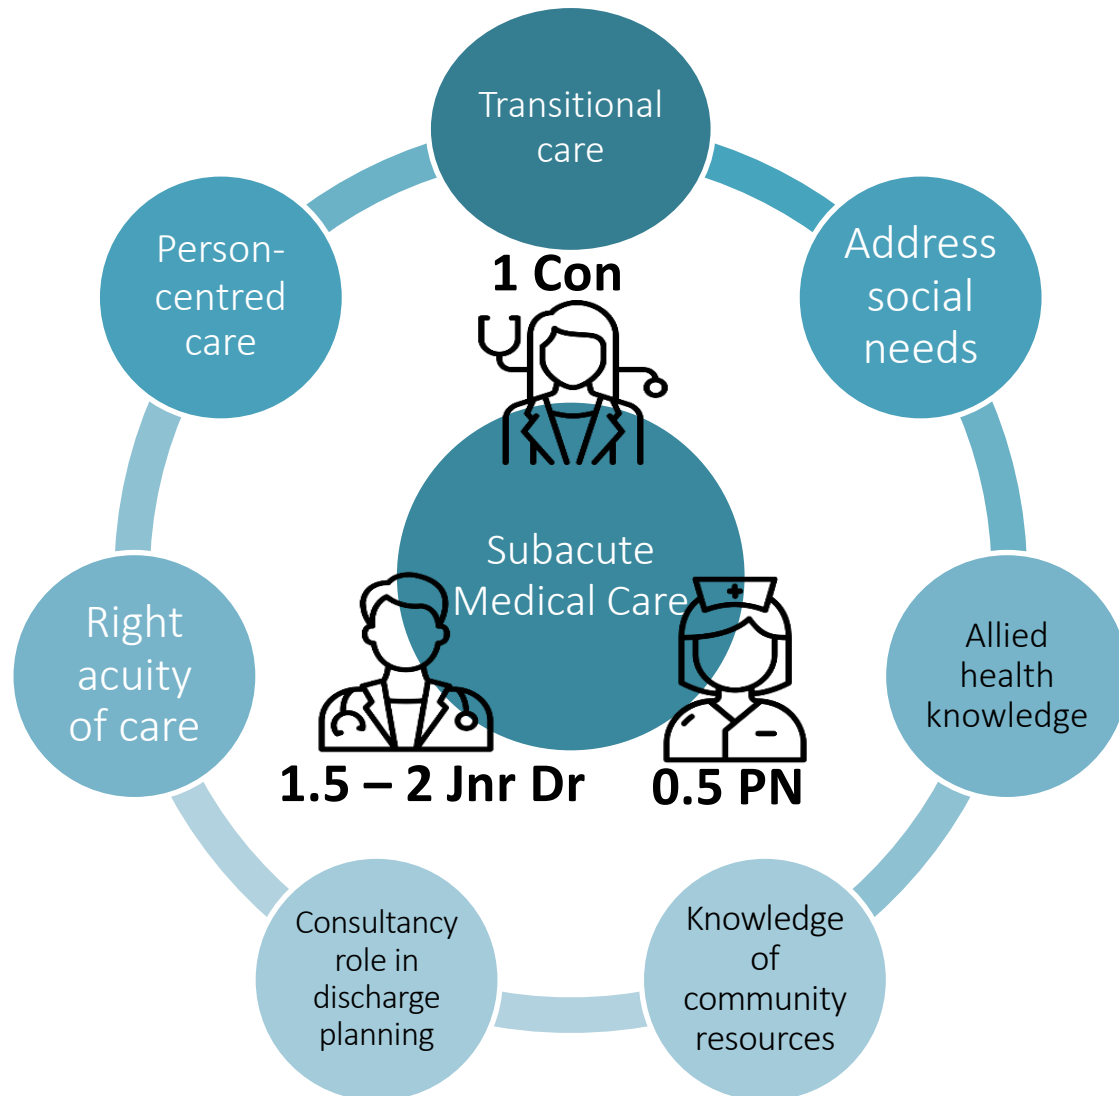 Transitional
care
Address
social
needs
Allied
health
knowledge
Knowledge
of
community
resources
Consultancy
role in
discharge
planning
Right
acuity
of care
Person-
centred
care
1 Con
Subacute
Medical Care
1.5 – 2 Jnr Dr
0.5 PN